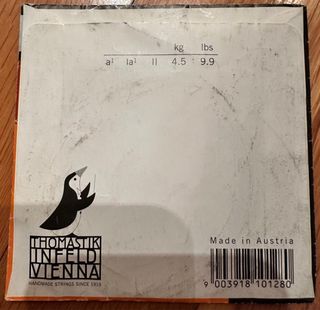 kg lbs
a¹ la¹ II 4.5 9.9
THOMASTIK
INFELD
VIENNA
HANDMADE STRINGS SINCE 1919
Made in Austria
9 003918 101280